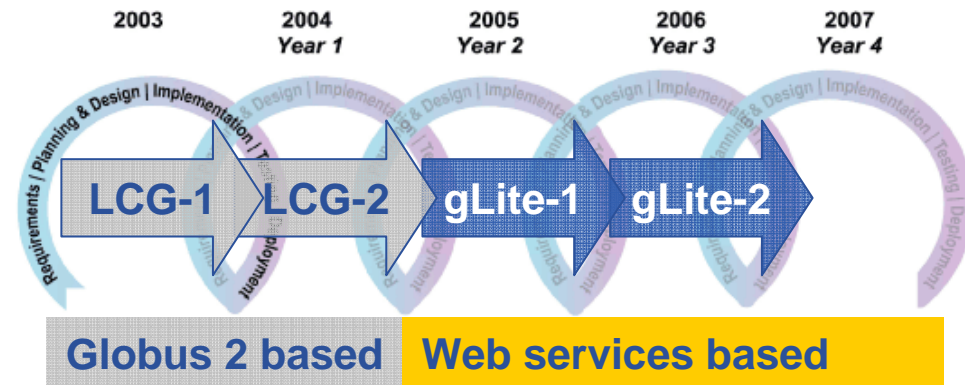 2003 2004 2005 2006 2007
Year 1 Year 2 Year 3 Year 4
Requirements | Planning & Design | Implementation | Testing | Deployment
LCG-1 LCG-2 gLite-1 gLite-2
Globus 2 based Web services based